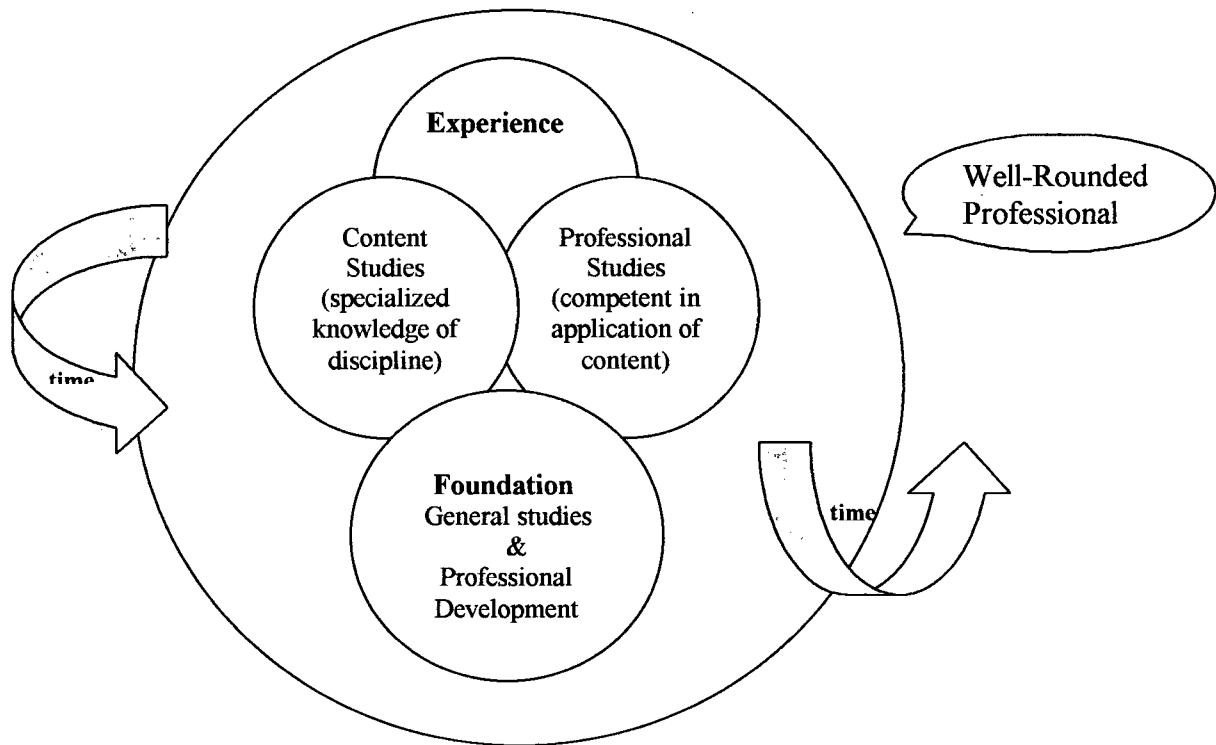 Experience
Well-Rounded
Professional
Content
Studies
(specialized
knowledge of
discipline)
Professional
Studies
(competent in
application of
content)
time
Foundation
General studies
&
Professional
Development
time